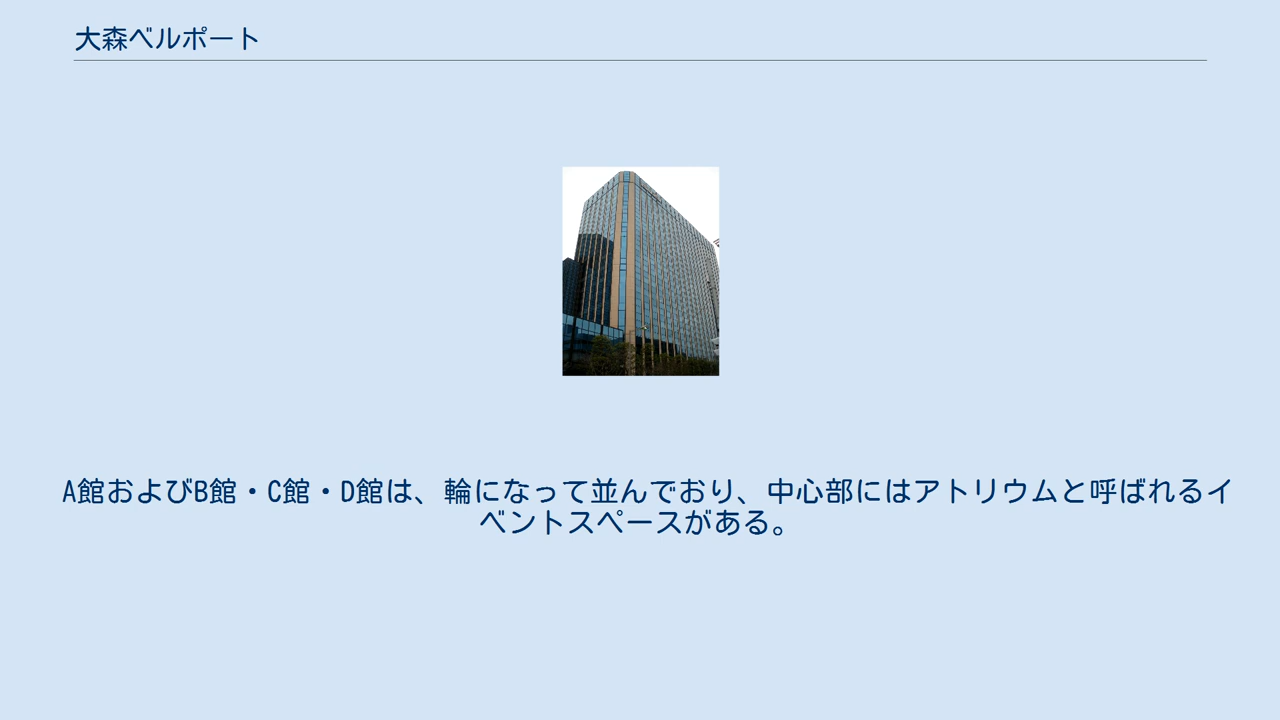 大森ベルポート
A館およびB館・C館・D館は、輪になって並んでおり、中心部にはアトリウムと呼ばれるイ
ベントスペースがある。